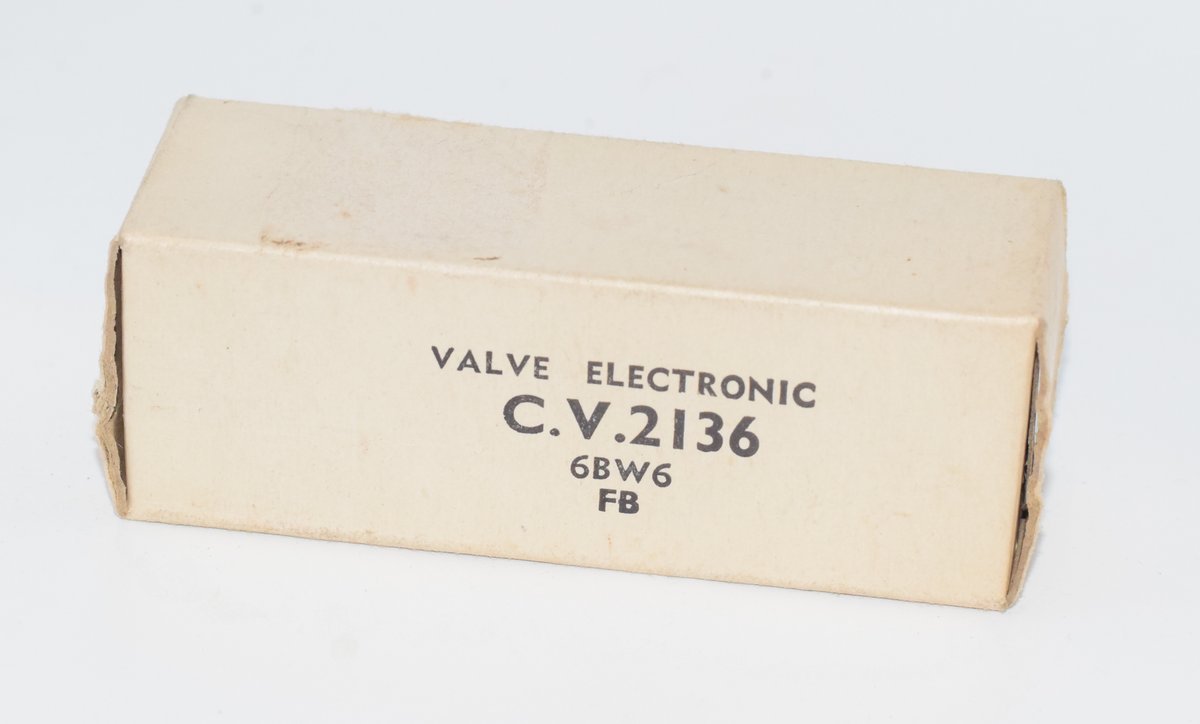 VALVE ELECTRONIC
C.V.2136
6BW6
FB